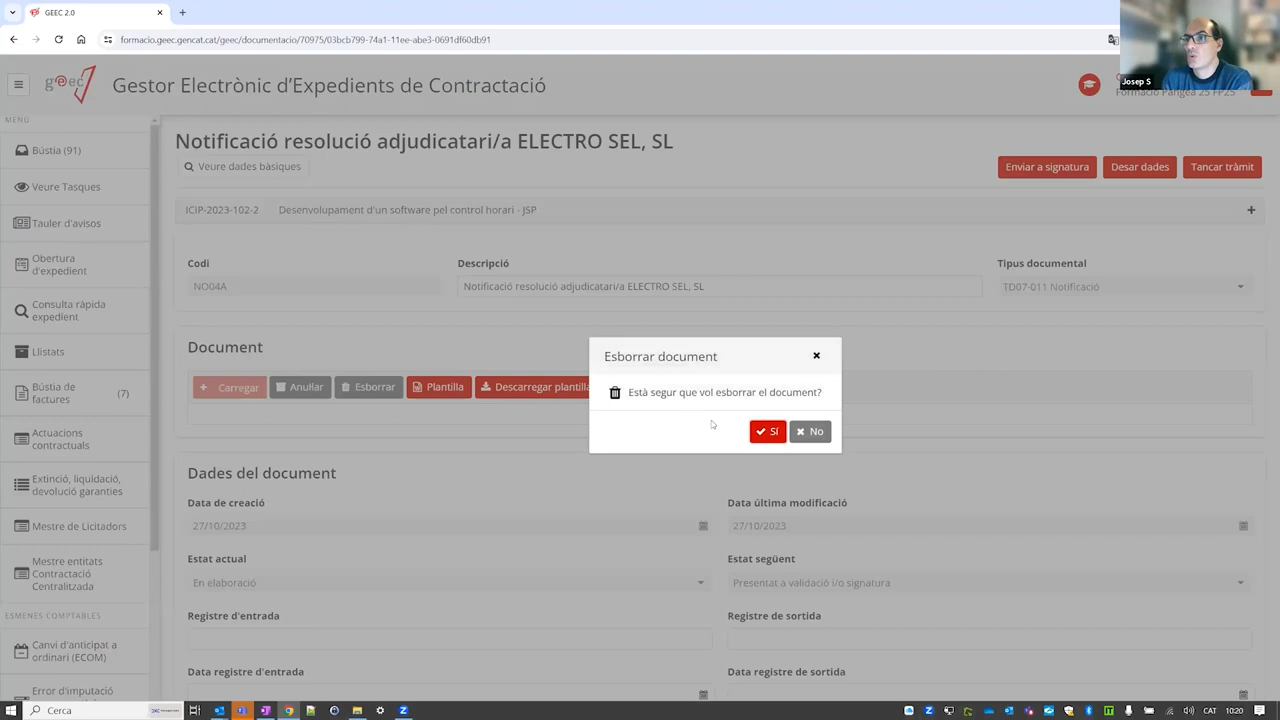 GEEC 2.0
formacio.geec.gencat.cat/geec/documentacio/70975/03bcb799-74a1-11ee-abe3-0691df60db91
Josep S
geec
Gestor Electrònic d'Expedients de Contractació
Formació Pangea 25 FP25
MENÚ
Bústia (91)
Veure Tasques
Tauler d'avisos
Obertura
d'expedient
Consulta ràpida
expedient
Llistats
Bústia de
factures
(7)
Actuacions
contractuals
Extinció, liquidació,
devolució garanties
Mestre de Licitadors
Mestre entitats
Contractació
Centralitzada
ESMENES COMPTABLES
Canvi d'anticipat a
ordinari (ECOM)
Error d'imputació
Notificació resolució adjudicatari/a ELECTRO SEL, SL
Veure dades bàsiques
Enviar a signatura
Desar dades
Tancar tràmit
ICIP-2023-102-2 Desenvolupament d'un software pel control horari - JSP
Codi
Descripció
Tipus documental
NO04A
Notificació resolució adjudicatari/a ELECTRO SEL, SL
TD07-011 Notificació
Document
Carregar
Anul·lar
Esborrar
Plantilla
Descarregar plantilla
Esborrar document
Està segur que vol esborrar el document?
Sí
No
Dades del document
Data de creació
Data última modificació
27/10/2023
27/10/2023
Estat actual
Estat següent
En elaboració
Presentat a validació i/o signatura
Registre d'entrada
Registre de sortida
Data registre d'entrada
Data registre de sortida
Cerca
CAT
10:20